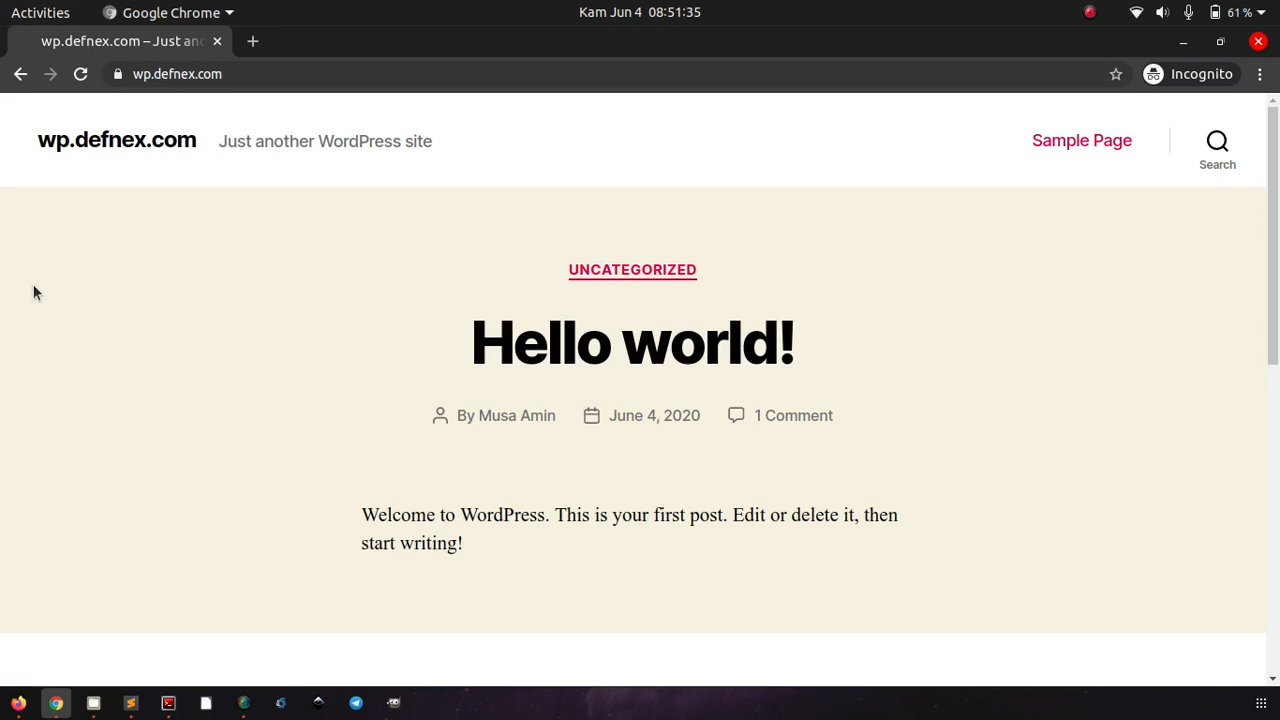 Activities
Google Chrome
Kam Jun 4 08:51:35
61 %
wp.defnex.com – Just an
wp.defnex.com
Incognito
wp.defnex.com
Just another WordPress site
Sample Page
Search
UNCATEGORIZED
Hello world!
By Musa Amin
June 4, 2020
1 Comment
Welcome to WordPress. This is your first post. Edit or delete it, then
start writing!